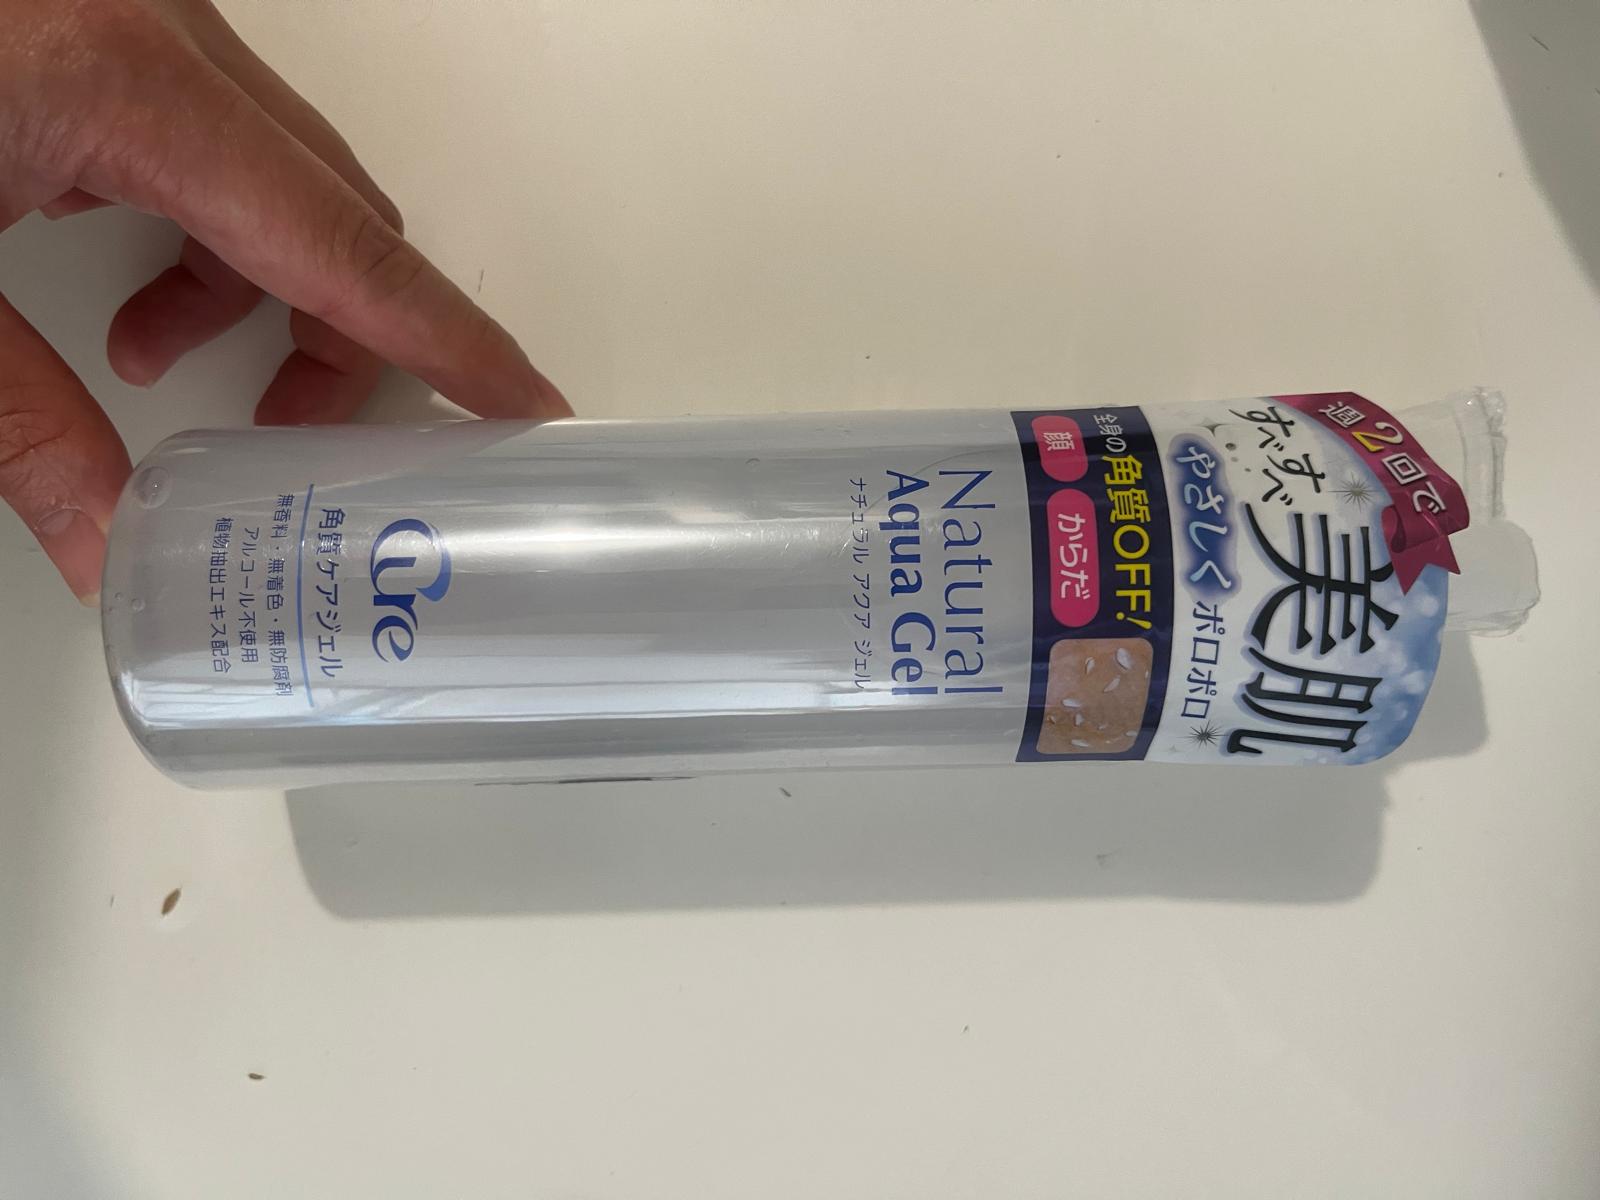 週2回で
すべすべ
美肌
やさしく ポロポロ
全身の角質OFF!
顔 からだ
Natural
Aqua Gel
ナチュラル アクア ジェル
Cure
角質ケアジェル
無香料・無着色・無防腐剤
アルコール不使用
植物抽出エキス配合